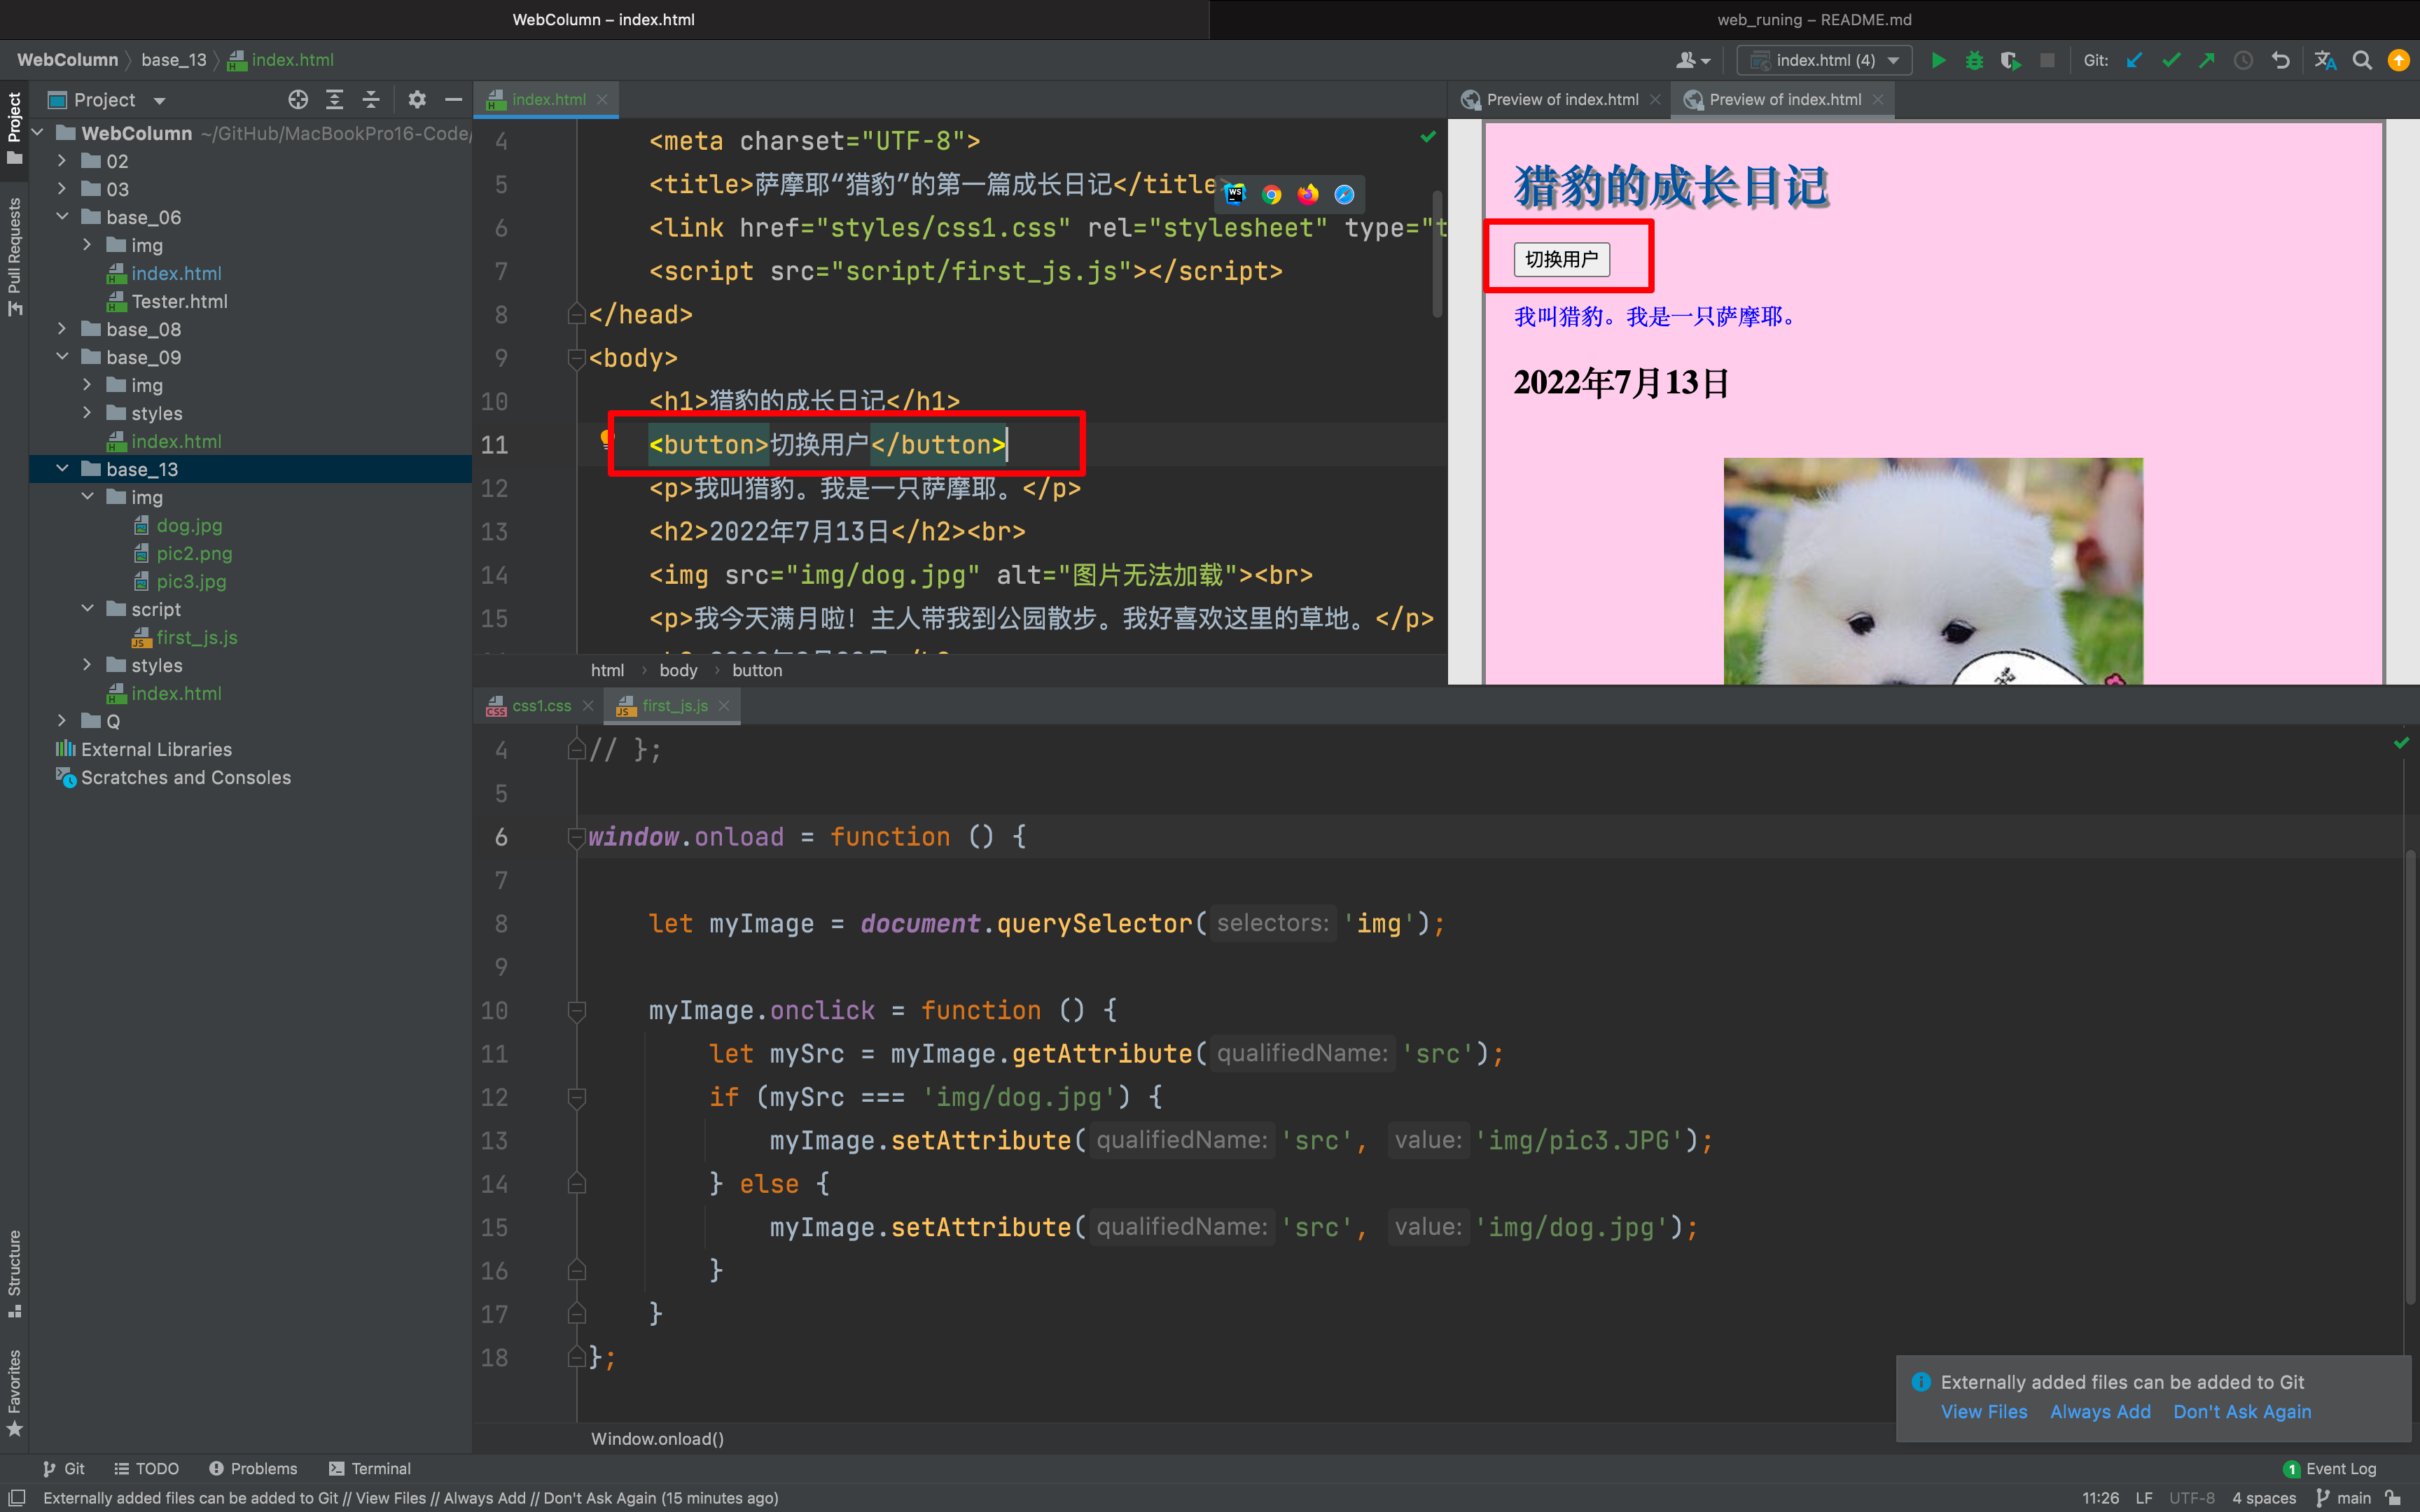 WebColumn – index.html
web_runing – README.md
WebColumn
base_13
index.html
index.html (4)
Git:
Project
Pull Requests
Structure
Favorites
Project
WebColumn ~/GitHub/MacBookPro16-Code/
02
03
base_06
img
index.html
Tester.html
base_08
base_09
img
styles
index.html
base_13
img
dog.jpg
pic2.png
pic3.jpg
script
first_js.js
styles
index.html
Q
External Libraries
Scratches and Consoles
index.html
4 <meta charset="UTF-8">
5 <title>萨摩耶“猎豹”的第一篇成长日记</title>
6 <link href="styles/css1.css" rel="stylesheet" type="t
7 <script src="script/first_js.js"></script>
8 </head>
9 <body>
10 <h1>猎豹的成长日记</h1>
11 <button>切换用户</button>
12 <p>我叫猎豹。我是一只萨摩耶。</p>
13 <h2>2022年7月13日</h2><br>
14 <img src="img/dog.jpg" alt="图片无法加载"><br>
15 <p>我今天满月啦！主人带我到公园散步。我好喜欢这里的草地。</p>
html
body
button
Preview of index.html
Preview of index.html
猎豹的成长日记
切换用户
我叫猎豹。我是一只萨摩耶。
2022年7月13日
css1.css
first_js.js
4 // };
5
6 window.onload = function () {
7
8 let myImage = document.querySelector( selectors: 'img');
9
10 myImage.onclick = function () {
11 let mySrc = myImage.getAttribute( qualifiedName: 'src');
12 if (mySrc === 'img/dog.jpg') {
13 myImage.setAttribute( qualifiedName: 'src', value: 'img/pic3.JPG');
14 } else {
15 myImage.setAttribute( qualifiedName: 'src', value: 'img/dog.jpg');
16 }
17 }
18 };
Window.onload()
Externally added files can be added to Git
View Files Always Add Don't Ask Again
Git
TODO
Problems
Terminal
1 Event Log
Externally added files can be added to Git // View Files // Always Add // Don't Ask Again (15 minutes ago)
11:26 LF UTF-8 4 spaces main